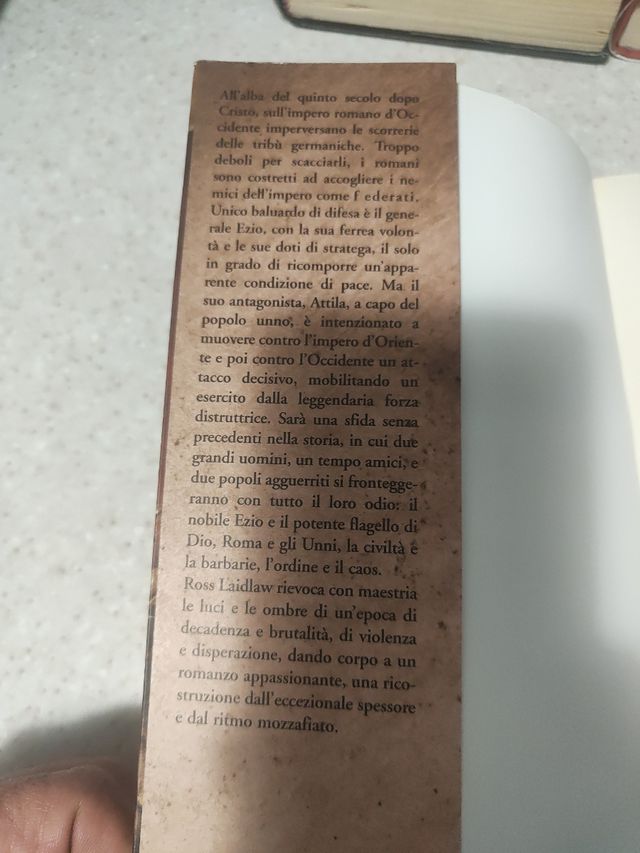 All'alba del quinto secolo dopo
Cristo, sull'impero romano d'Oc-
cidente imperversano le scorrerie
delle tribù germaniche. Troppo
deboli per scacciarli, i romani
sono costretti ad accogliere i ne-
mici dell'impero come f ederati.
Unico baluardo di difesa è il gene-
rale Ezio, con la sua ferrea volon-
tà e le sue doti di stratega, il solo
in grado di ricomporre un'appa-
rente condizione di pace. Ma il
suo antagonista, Attila, a capo del
popolo unno, è intenzionato a
muovere contro l'impero d'Orien-
te e poi contro l'Occidente un at-
tacco decisivo, mobilitando un
esercito dalla leggendaria forza
distruttrice. Sarà una sfida senza
precedenti nella storia, in cui due
grandi uomini, un tempo amici, e
due popoli agguerriti si frontegge-
ranno con tutto il loro odio: il
nobile Ezio e il potente flagello di
Dio, Roma e gli Unni, la civiltà e
la barbarie, l'ordine e il caos.
Ross Laidlaw rievoca con maestria
le luci e le ombre di un'epoca di
decadenza e brutalità, di violenza
e disperazione, dando corpo a un
romanzo appassionante, una rico-
struzione dall'eccezionale spessore
e dal ritmo mozzafiato.